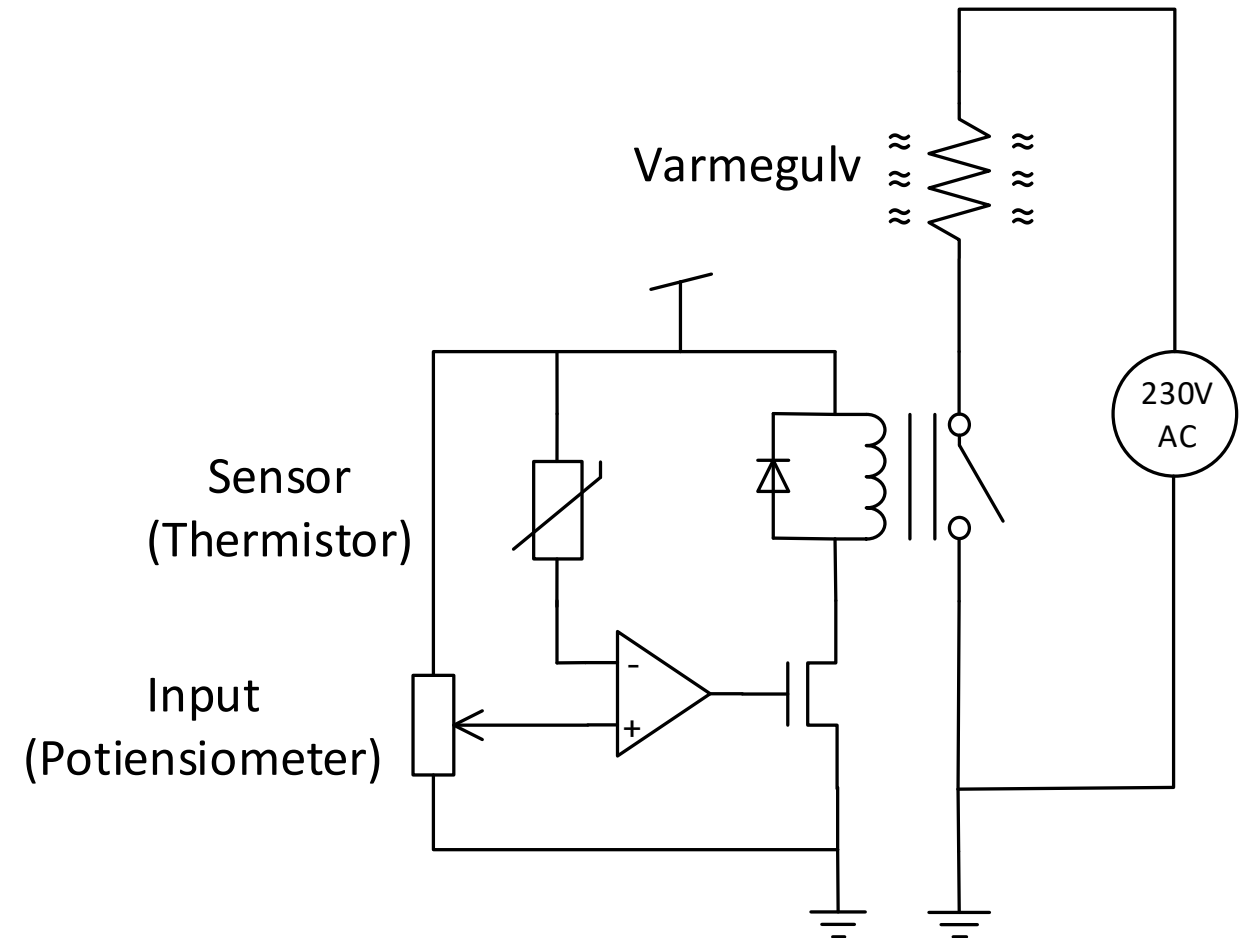 Varmegulv
230V
AC
Sensor
(Thermistor)
-
+
Input
(Potiensiometer)